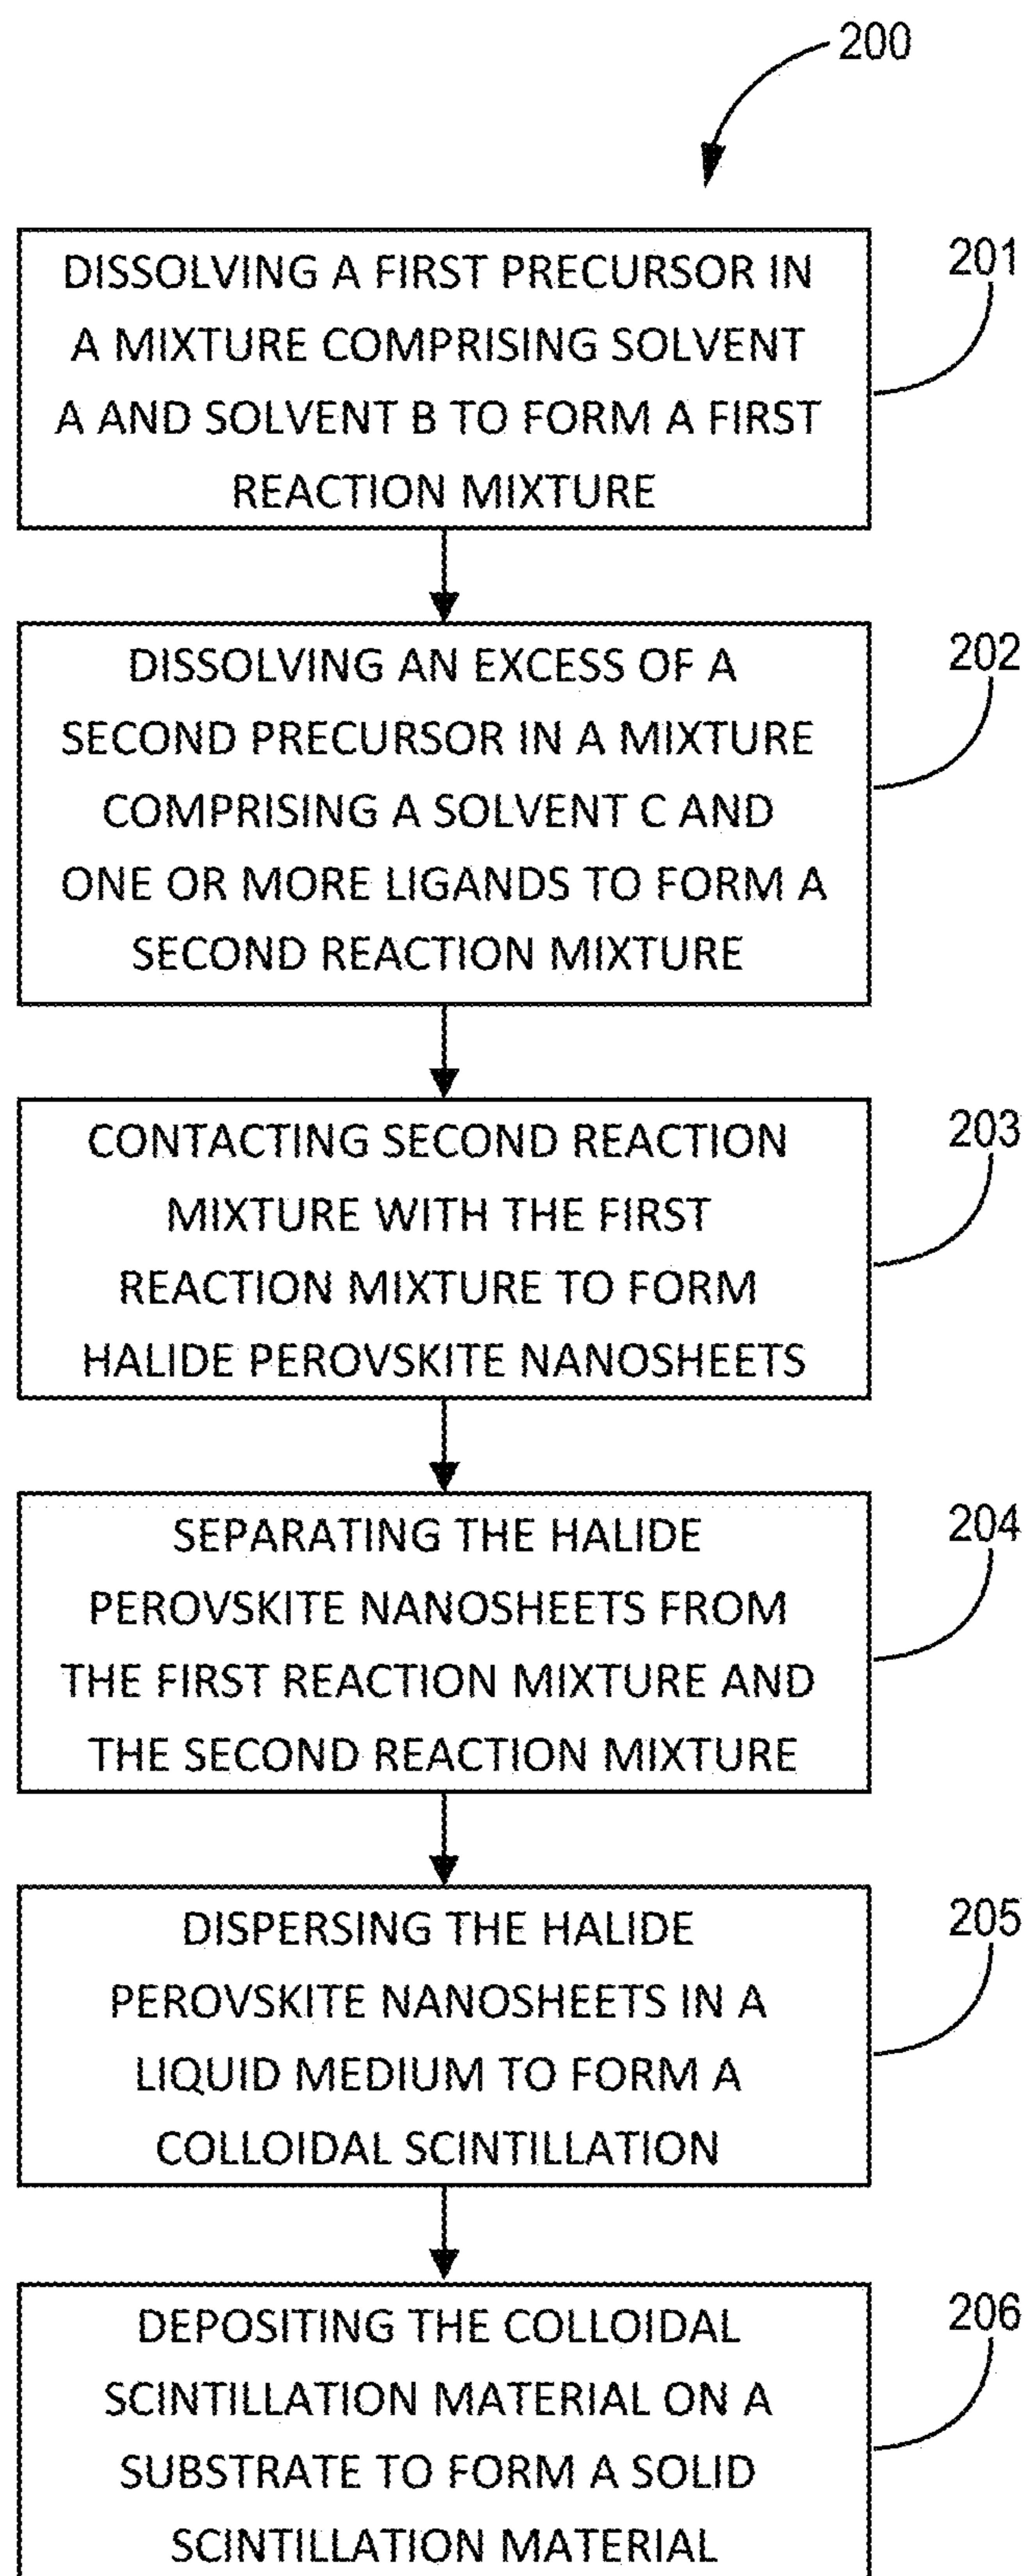 200
201
DISSOLVING A FIRST PRECURSOR IN
A MIXTURE COMPRISING SOLVENT
A AND SOLVENT B TO FORM A FIRST
REACTION MIXTURE
202
DISSOLVING AN EXCESS OF A
SECOND PRECURSOR IN A MIXTURE
COMPRISING A SOLVENT C AND
ONE OR MORE LIGANDS TO FORM A
SECOND REACTION MIXTURE
203
CONTACTING SECOND REACTION
MIXTURE WITH THE FIRST
REACTION MIXTURE TO FORM
HALIDE PEROVSKITE NANOSHEETS
204
SEPARATING THE HALIDE
PEROVSKITE NANOSHEETS FROM
THE FIRST REACTION MIXTURE AND
THE SECOND REACTION MIXTURE
205
DISPERSING THE HALIDE
PEROVSKITE NANOSHEETS IN A
LIQUID MEDIUM TO FORM A
COLLOIDAL SCINTILLATION
206
DEPOSITING THE COLLOIDAL
SCINTILLATION MATERIAL ON A
SUBSTRATE TO FORM A SOLID
SCINTILLATION MATERIAL